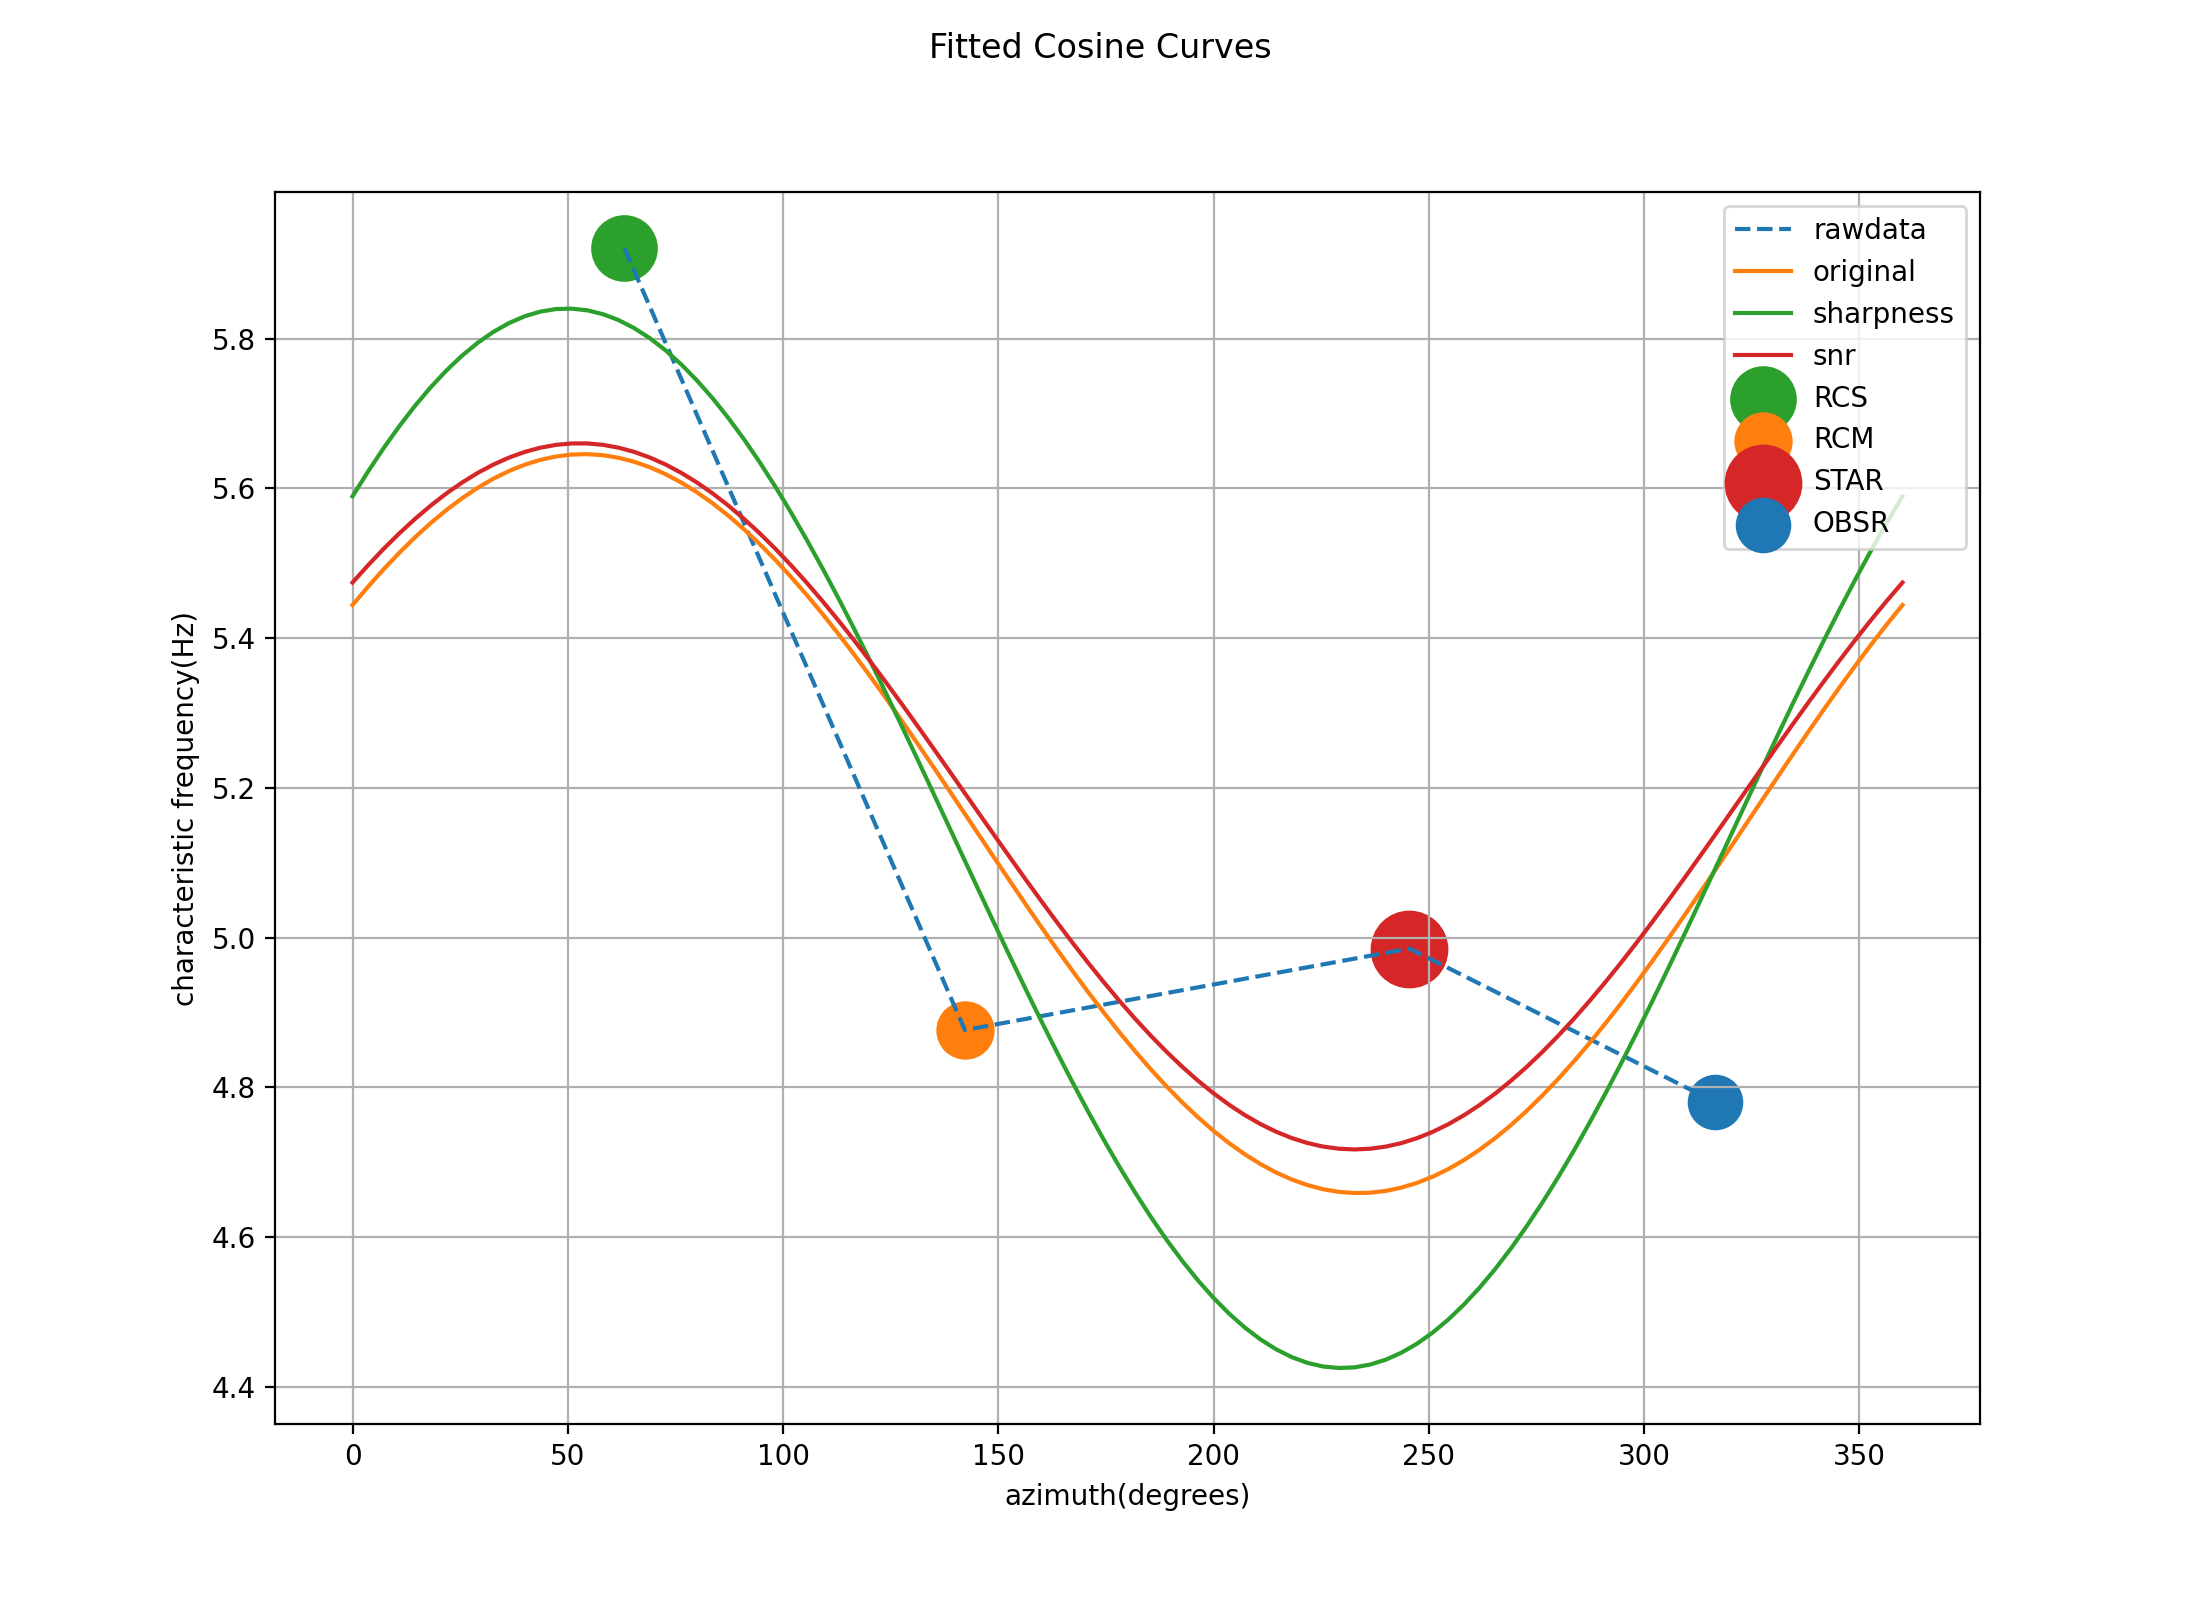 Fitted Cosine Curves
rawdata
original
sharpness
snr
RCS
RCM
STAR
OBSR
5.8
5.6
5.4
5.2
5.0
4.8
4.6
4.4
characteristic frequency(Hz)
0 50 100 150 200 250 300 350
azimuth(degrees)